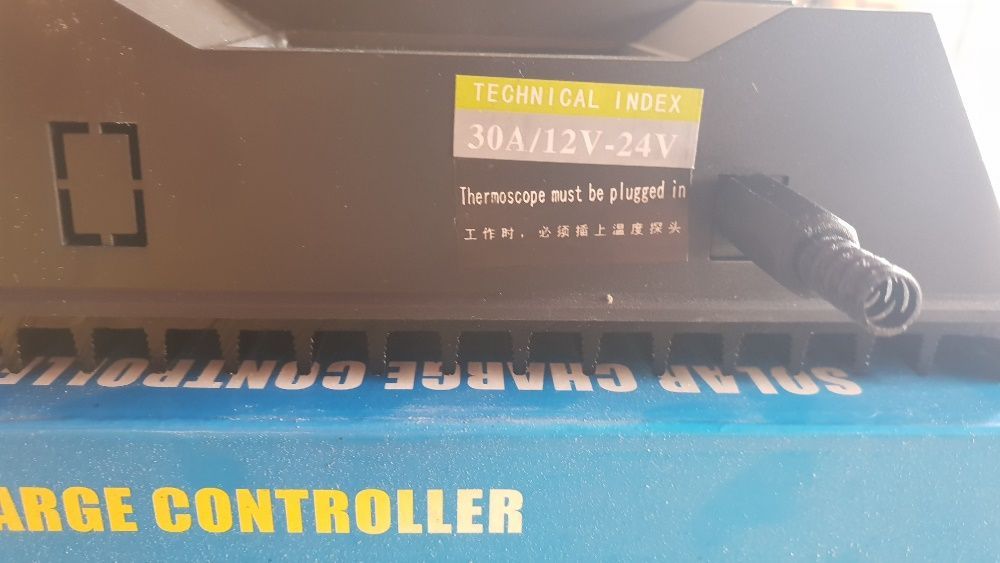 TECHNICAL INDEX
30A/12V-24V
Thermoscope must be plugged in
工作时，必须插上温度探头
SOLAR CHARGE CONTROLL
ARGE CONTROLLER